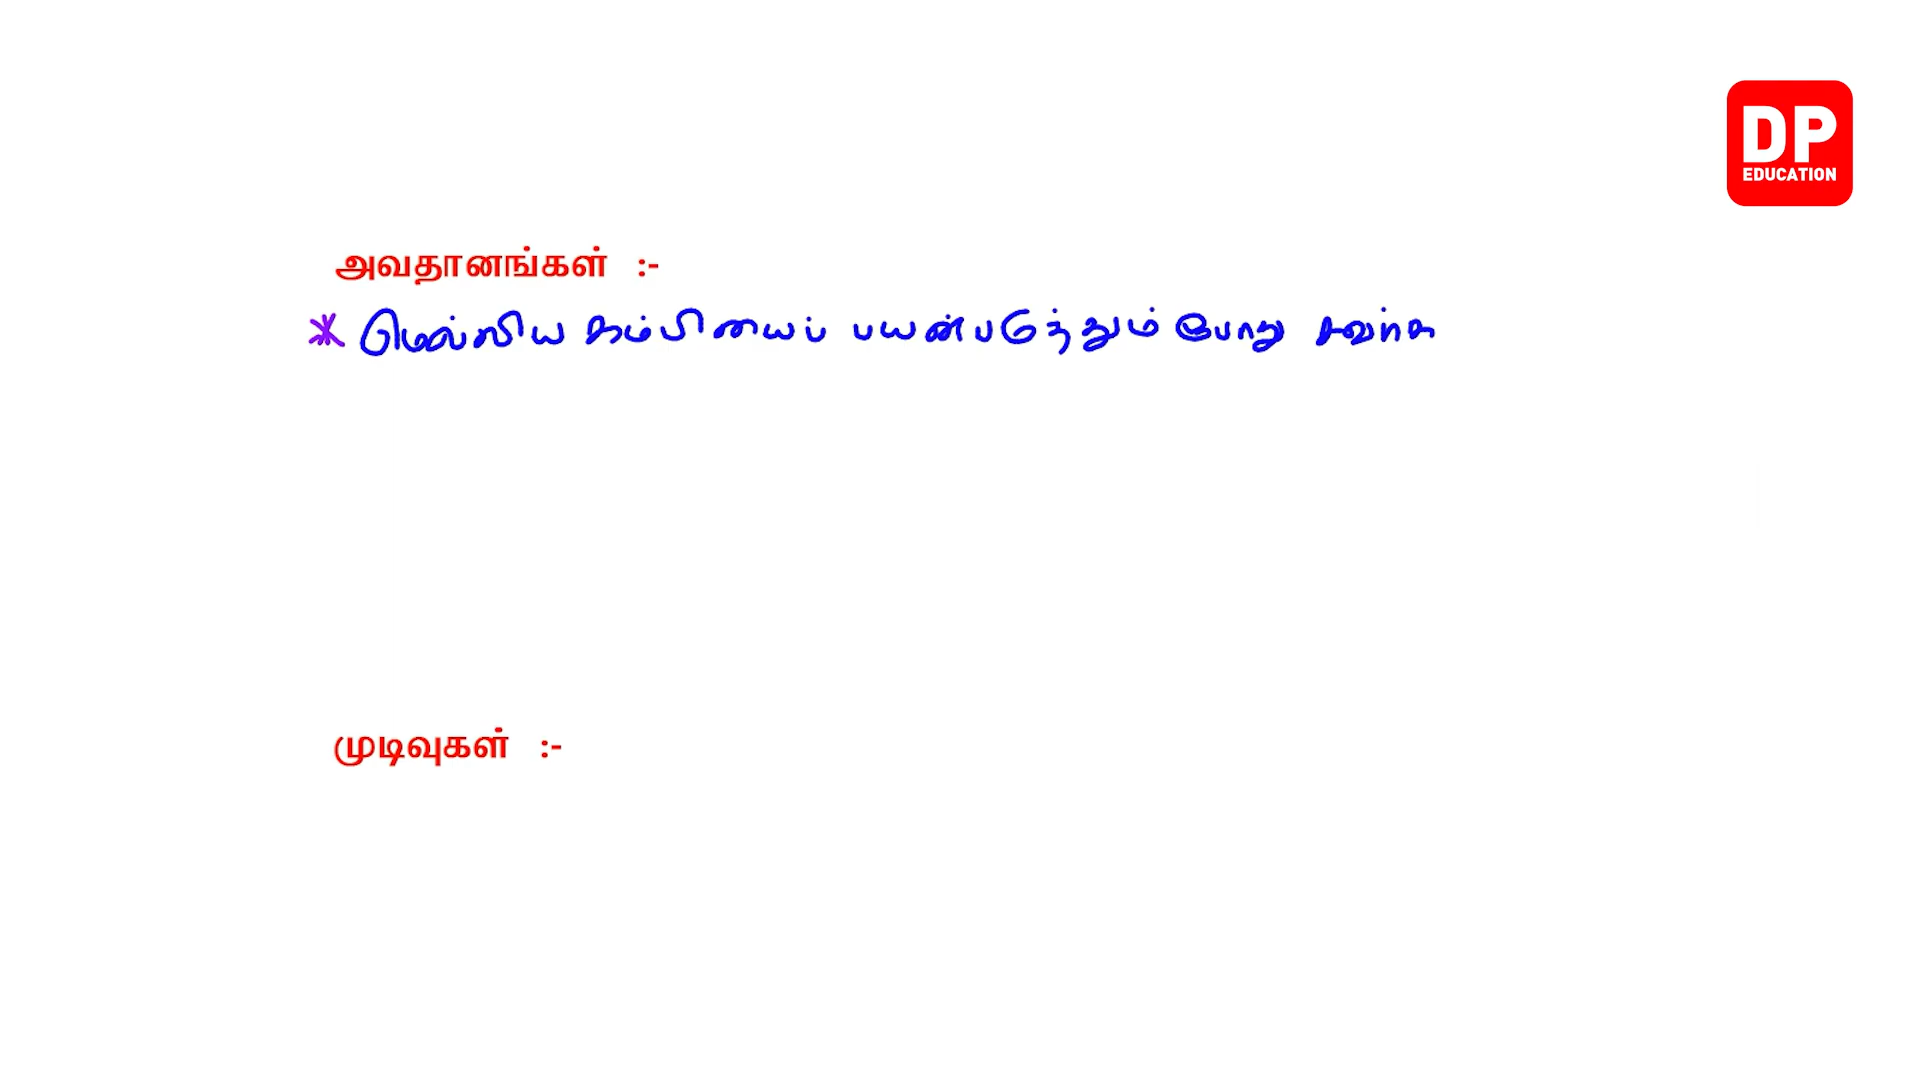 DP
EDUCATION
அவதானங்கள் :-
* மெல்லிய கம்பியைப் பயன்படுத்தும் போது
முடிவுகள் :-